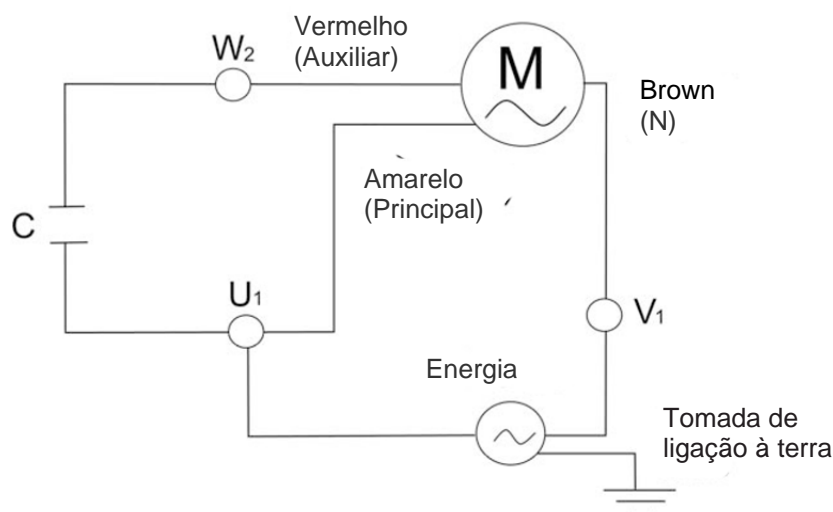 Vermelho
(Auxiliar)
W2
M
Brown
(N)
Amarelo
(Principal)
C
U1
V1
Energia
Tomada de
ligação à terra